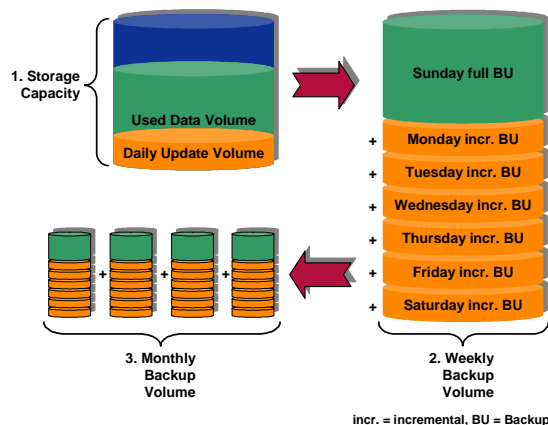 1. Storage
Capacity
Used Data Volume
Daily Update Volume
Sunday full BU
+ Monday incr. BU
+ Tuesday incr. BU
+ Wednesday incr. BU
+ Thursday incr. BU
+ Friday incr. BU
+ Saturday incr. BU
+ + +
3. Monthly
Backup
Volume
2. Weekly
Backup
Volume
incr. = incremental, BU = Backup